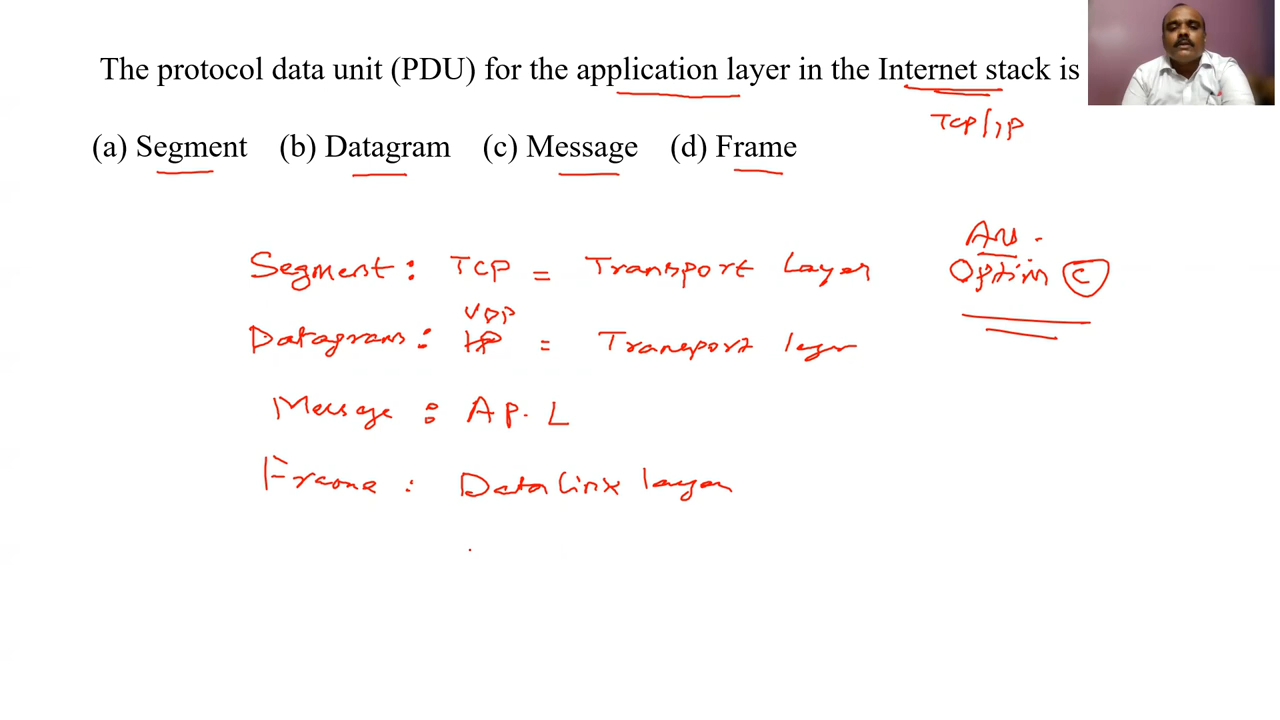 The protocol data unit (PDU) for the application layer in the Internet stack is
TCP/IP
(a) Segment (b) Datagram (c) Message (d) Frame
Ans.
Segment: TCP = Transport Layer
Option (c)
UDP
Datagram: IP = Transport layer
Message: Ap. L
Frame: Data Link layer